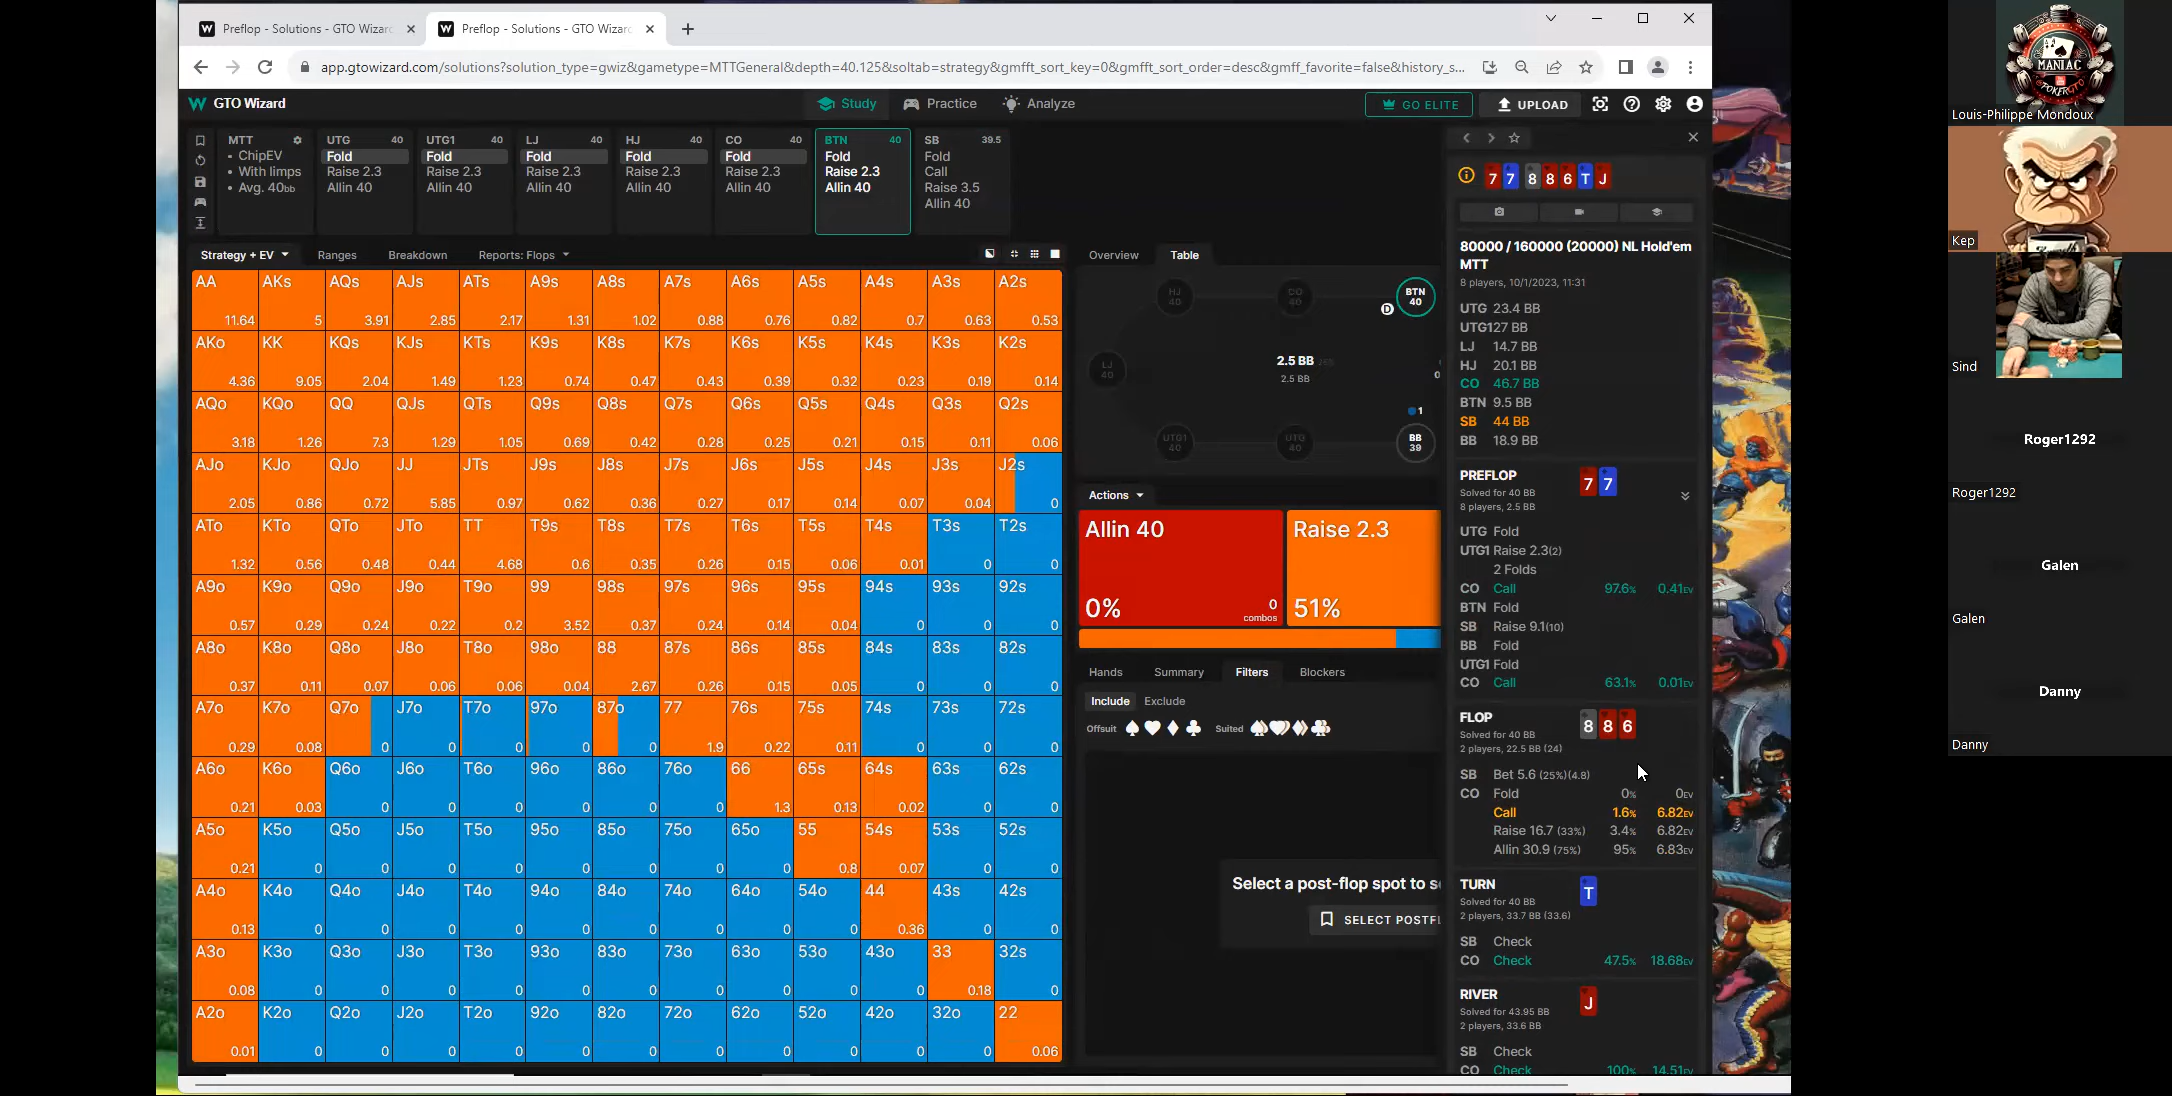 Preflop - Solutions - GTO Wizar
Preflop - Solutions - GTO Wizar
app.gtowizard.com/solutions?solution_type=gwiz&gametype=MTTGeneral&depth=40.125&soltab=strategy&gmfft_sort_key=0&gmfft_sort_order=desc&gmff_favorite=false&history_s...
GTO Wizard
Study
Practice
Analyze
GO ELITE
UPLOAD
MTT
• ChipEV
• With limps
• Avg. 40bb
UTG 40
Fold
Raise 2.3
Allin 40
UTG1 40
Fold
Raise 2.3
Allin 40
LJ 40
Fold
Raise 2.3
Allin 40
HJ 40
Fold
Raise 2.3
Allin 40
CO 40
Fold
Raise 2.3
Allin 40
BTN 40
Fold
Raise 2.3
Allin 40
SB 39.5
Fold
Call
Raise 3.5
Allin 40
Strategy + EV Ranges Breakdown Reports: Flops
AA AKs AQs AJs ATs A9s A8s A7s A6s A5s A4s A3s A2s
11.64 5 3.91 2.85 2.17 1.31 1.02 0.88 0.76 0.82 0.7 0.63 0.53
AKo KK KQs KJs KTs K9s K8s K7s K6s K5s K4s K3s K2s
4.36 9.05 2.04 1.49 1.23 0.74 0.47 0.43 0.39 0.32 0.23 0.19 0.14
AQo KQo QQ QJs QTs Q9s Q8s Q7s Q6s Q5s Q4s Q3s Q2s
3.18 1.26 7.3 1.29 1.05 0.69 0.42 0.28 0.25 0.21 0.15 0.11 0.06
AJo KJo QJo JJ JTs J9s J8s J7s J6s J5s J4s J3s J2s
2.05 0.86 0.72 5.85 0.97 0.62 0.36 0.27 0.17 0.14 0.07 0.04 0
ATo KTo QTo JTo TT T9s T8s T7s T6s T5s T4s T3s T2s
1.32 0.56 0.48 0.44 4.68 0.6 0.35 0.26 0.15 0.06 0.01 0 0
A9o K9o Q9o J9o T9o 99 98s 97s 96s 95s 94s 93s 92s
0.57 0.29 0.24 0.22 0.2 3.52 0.37 0.24 0.14 0.04 0 0 0
A8o K8o Q8o J8o T8o 98o 88 87s 86s 85s 84s 83s 82s
0.37 0.11 0.07 0.06 0.06 0.04 2.67 0.26 0.15 0.05 0 0 0
A7o K7o Q7o J7o T7o 97o 87o 77 76s 75s 74s 73s 72s
0.29 0.08 0 0 0 0 0 1.9 0.22 0.11 0 0 0
A6o K6o Q6o J6o T6o 96o 86o 76o 66 65s 64s 63s 62s
0.21 0.03 0 0 0 0 0 0 1.3 0.13 0.02 0 0
A5o K5o Q5o J5o T5o 95o 85o 75o 65o 55 54s 53s 52s
0.21 0 0 0 0 0 0 0 0 0.8 0.07 0 0
A4o K4o Q4o J4o T4o 94o 84o 74o 64o 54o 44 43s 42s
0.13 0 0 0 0 0 0 0 0 0 0.36 0 0
A3o K3o Q3o J3o T3o 93o 83o 73o 63o 53o 43o 33 32s
0.08 0 0 0 0 0 0 0 0 0 0 0.18 0
A2o K2o Q2o J2o T2o 92o 82o 72o 62o 52o 42o 32o 22
0.01 0 0 0 0 0 0 0 0 0 0 0 0.06
Overview Table
HJ
40
CO
40
BTN
40
D
LJ
40
2.5 BB
2.5 BB
0
1
UTG1
40
UTG
40
BB
39
Actions
Allin 40
0%
0
combos
Raise 2.3
51%
Hands Summary Filters Blockers
Include Exclude
Offsuit
Suited
Select a post-flop spot to s
SELECT POSTFL
7 7 8 8 6 T J
80000 / 160000 (20000) NL Hold'em
MTT
8 players, 10/1/2023, 11:31
UTG 23.4 BB
UTG127 BB
LJ 14.7 BB
HJ 20.1 BB
CO 46.7 BB
BTN 9.5 BB
SB 44 BB
BB 18.9 BB
PREFLOP 7 7
Solved for 40 BB
8 players, 2.5 BB
UTG Fold
UTG1 Raise 2.3(2)
2 Folds
CO Call 97.6% 0.41EV
BTN Fold
SB Raise 9.1(10)
BB Fold
UTG1 Fold
CO Call 63.1% 0.01EV
FLOP 8 8 6
Solved for 40 BB
2 players, 22.5 BB (24)
SB Bet 5.6 (25%)(4.8)
CO Fold 0% 0EV
Call 1.6% 6.82EV
Raise 16.7 (33%) 3.4% 6.82EV
Allin 30.9 (75%) 95% 6.83EV
TURN T
Solved for 40 BB
2 players, 33.7 BB (33.6)
SB Check
CO Check 47.5% 18.68EV
RIVER J
Solved for 43.95 BB
2 players, 33.6 BB
SB Check
CO Check 100% 14.51EV
MANIAC
POKERGTO
Louis-Philippe Mondoux
Kep
Sind
Roger1292
Roger1292
Galen
Galen
Danny
Danny